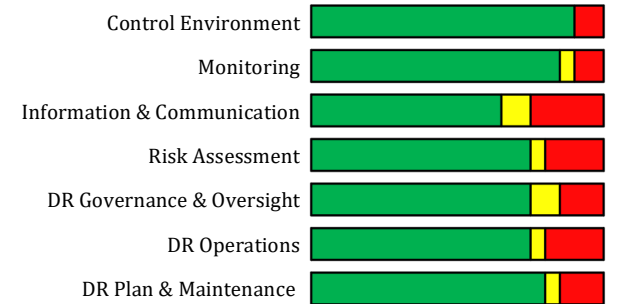 Control Environment
Monitoring
Information & Communication
Risk Assessment
DR Governance & Oversight
DR Operations
DR Plan & Maintenance